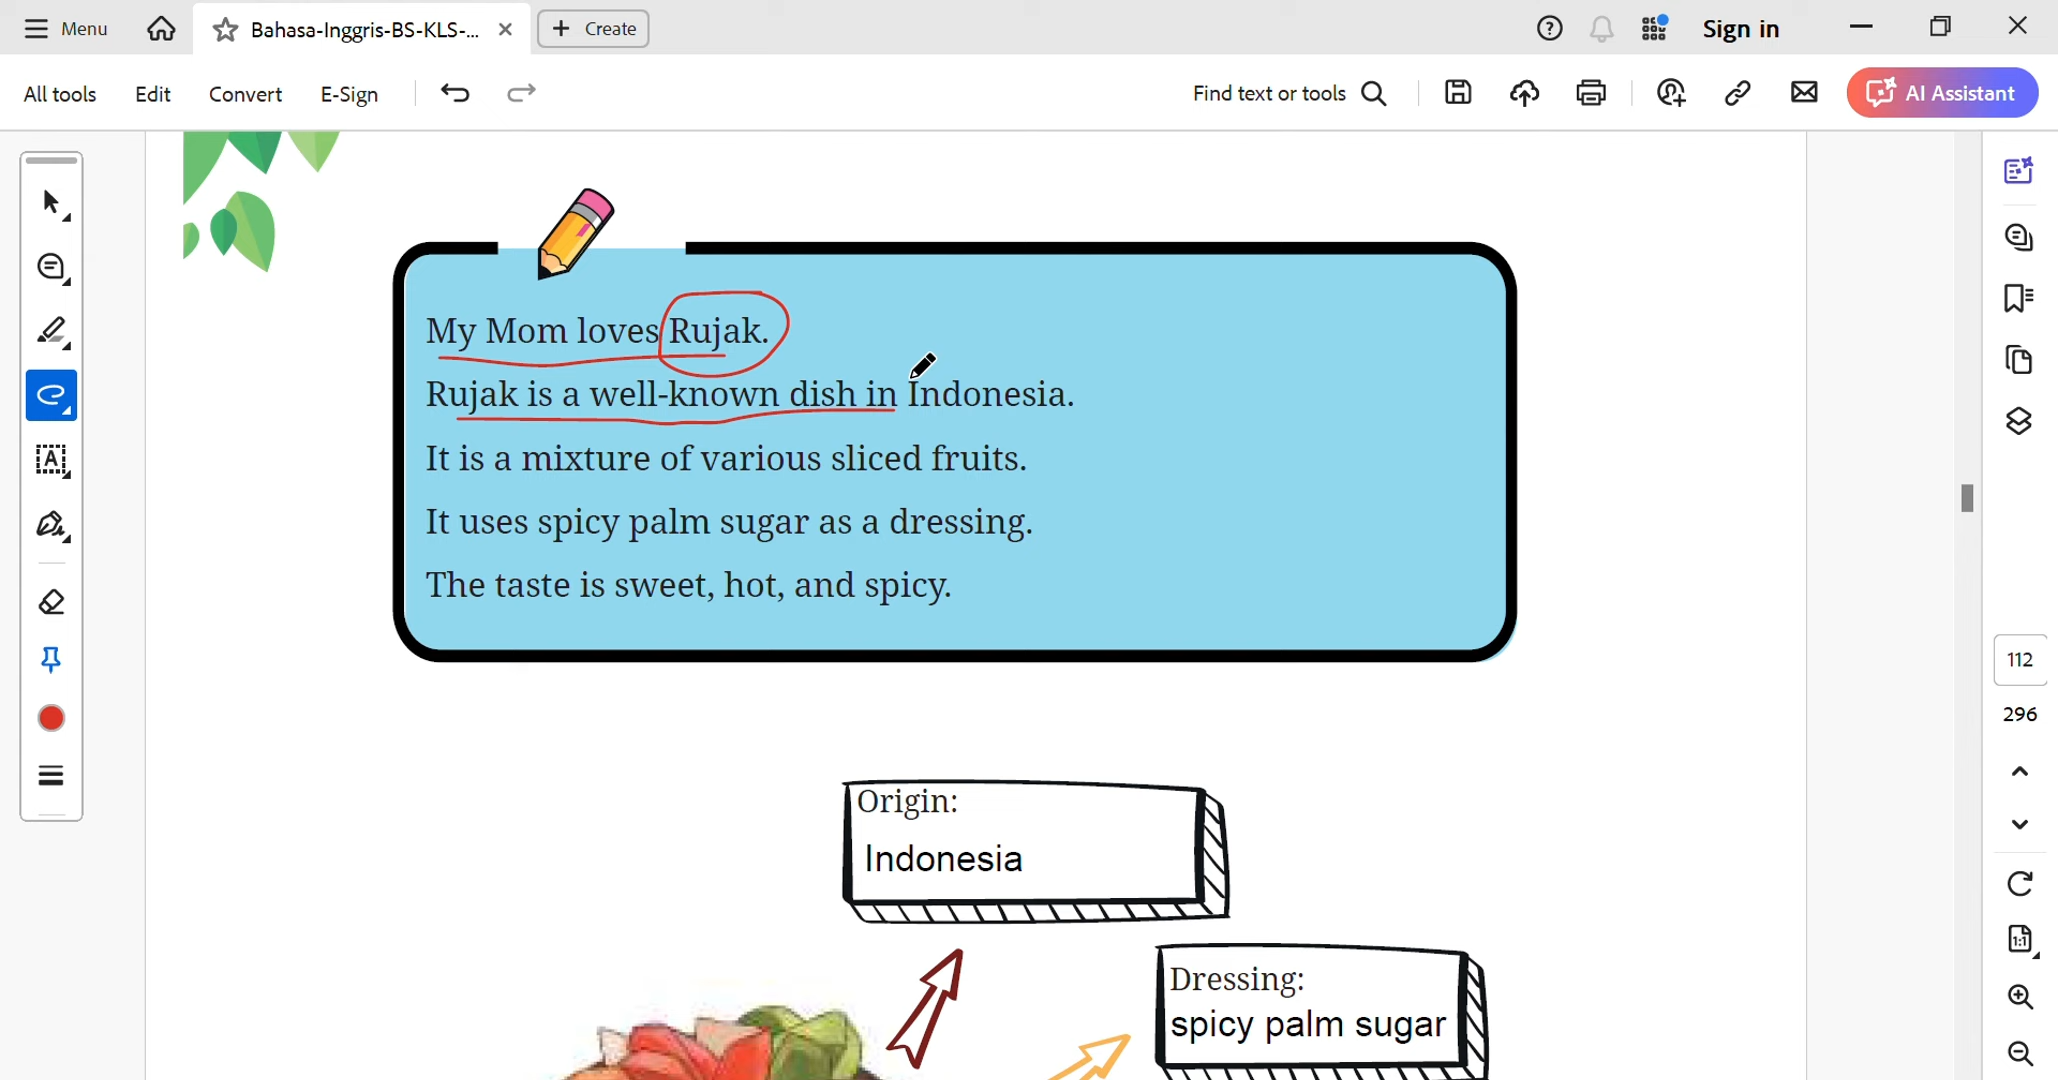 Menu
Bahasa-Inggris-BS-KLS-...
Create
Sign in
All tools
Edit
Convert
E-Sign
Find text or tools
AI Assistant
My Mom loves Rujak.
Rujak is a well-known dish in Indonesia.
It is a mixture of various sliced fruits.
It uses spicy palm sugar as a dressing.
The taste is sweet, hot, and spicy.
112
296
Origin:
Indonesia
Dressing:
spicy palm sugar
1:1